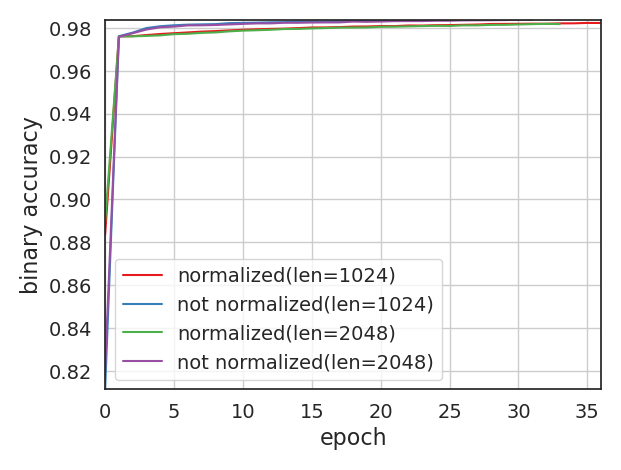 0.98
0.96
0.94
0.92
0.90
0.88
0.86
0.84
0.82
binary accuracy
normalized(len=1024)
not normalized(len=1024)
normalized(len=2048)
not normalized(len=2048)
0 5 10 15 20 25 30 35
epoch